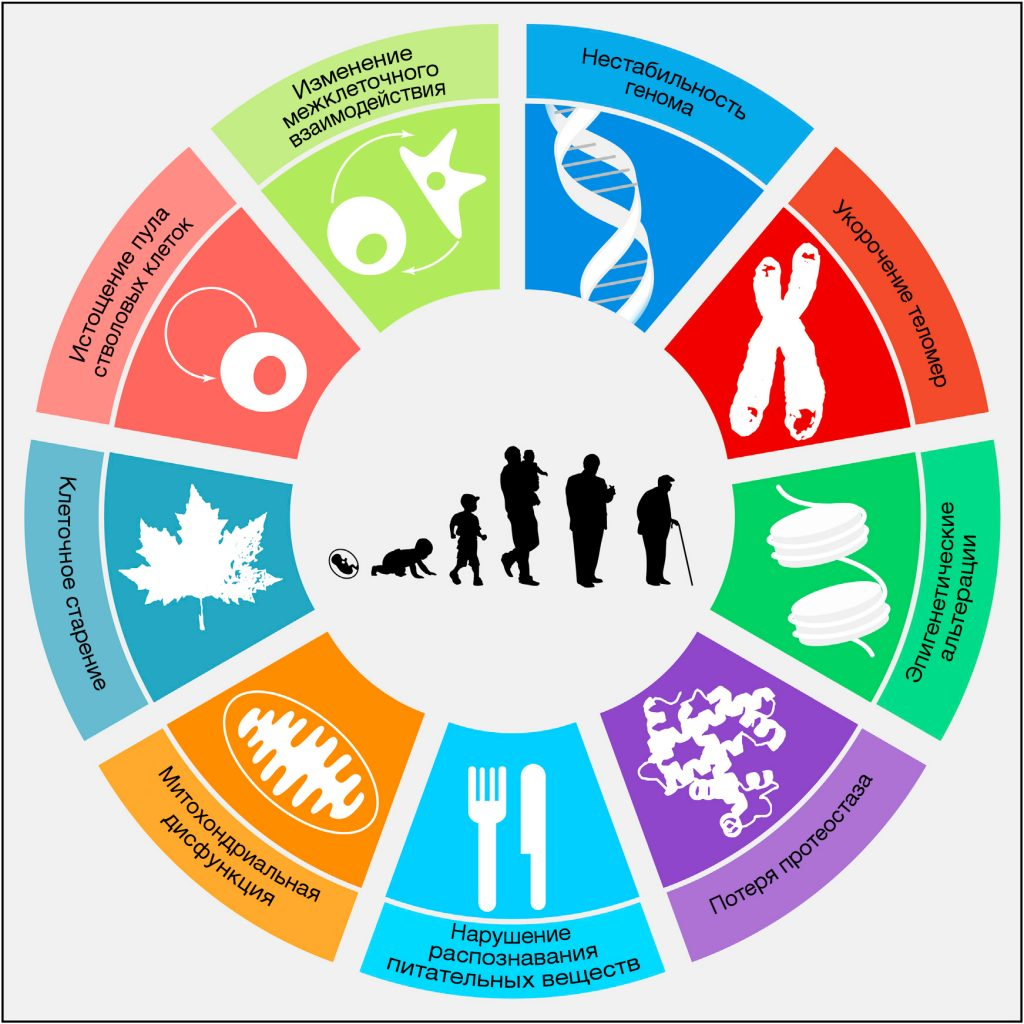 Нестабильность
генома
Укорочение теломер
Эпигенетические
альтерации
Потеря протеостаза
Нарушение
распознавания
питательных веществ
Митохондриальная
дисфункция
Клеточное старение
Истощение пула
стволовых клеток
Изменение
межклеточного
взаимодействия